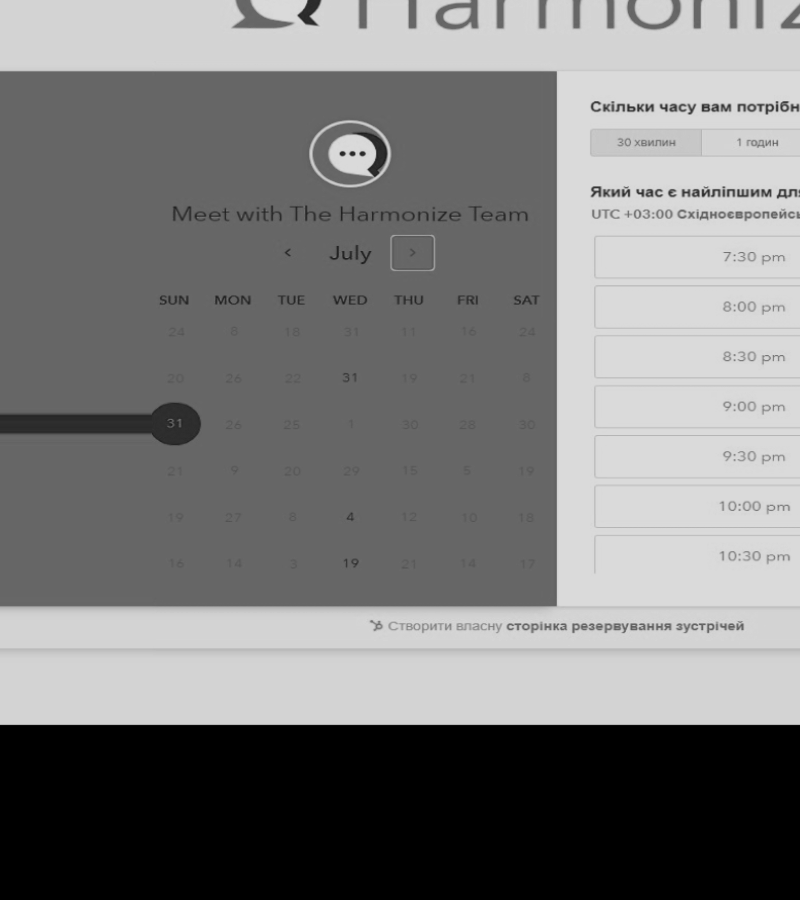 Harmoniz
Meet with The Harmonize Team
< July >
SUN MON TUE WED THU FRI SAT
24 8 18 31 11 16 24
20 26 22 31 19 21 8
31 26 25 1 30 28 30
21 9 20 29 15 5 19
19 27 8 4 12 10 18
16 14 3 19 21 14 17
Скільки часу вам потрібн
30 хвилин 1 годин
Який час є найліпшим для
UTC +03:00 Східноєвропейсь
7:30 pm
8:00 pm
8:30 pm
9:00 pm
9:30 pm
10:00 pm
10:30 pm
Створити власну сторінка резервування зустрічей